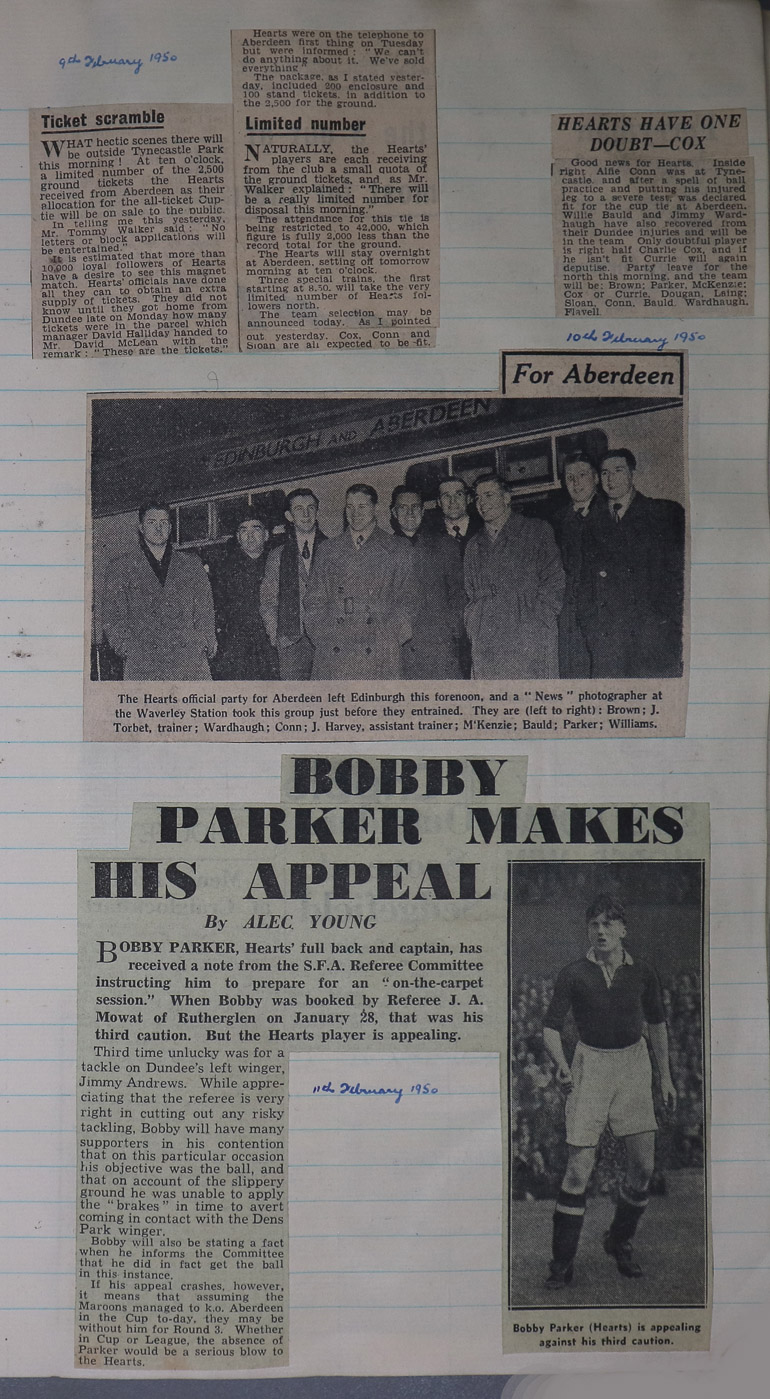 9th February 1950
Ticket scramble
WHAT hectic scenes there will
be outside Tynecastle Park
this morning! At ten o'clock,
a limited number of the 2,500
ground tickets the Hearts
received from Aberdeen as their
allocation for the all-ticket Cup-
tie will be on sale to the public.
In telling me this yesterday,
Mr. Tommy Walker said: "No
letters or block applications will
be entertained."
It is estimated that more than
10,000 loyal followers of Hearts
have a desire to see this magnet
match. Hearts' officials have done
all they can to obtain an extra
supply of tickets. They did not
know until they got home from
Dundee late on Monday how many
tickets were in the parcel which
manager David Halliday handed to
Mr. David McLean with the
remark: "These are the tickets."
Hearts were on the telephone to
Aberdeen first thing on Tuesday
but were informed: "We can't
do anything about it. We've sold
everything"
The package, as I stated yester-
day, included 200 enclosure and
100 stand tickets, in addition to
the 2,500 for the ground.
Limited number
NATURALLY, the Hearts'
players are each receiving
from the club a small quota of
the ground tickets, and, as Mr.
Walker explained: "There will
be a really limited number for
disposal this morning."
The attendance for this tie is
being restricted to 42,000, which
figure is fully 2,000 less than the
record total for the ground.
The Hearts will stay overnight
at Aberdeen, setting off tomorrow
morning at ten o'clock.
Three special trains, the first
starting at 8.50, will take the very
limited number of Hearts fol-
lowers north.
The team selection may be
announced today. As I pointed
out yesterday, Cox, Conn and
Sloan are all expected to be fit.
HEARTS HAVE ONE
DOUBT—COX
Good news for Hearts. Inside
right Alfie Conn was at Tyne-
castle, and after a spell of ball
practice and putting his injured
leg to a severe test, was declared
fit for the cup tie at Aberdeen.
Willie Bauld and Jimmy Ward-
haugh have also recovered from
their Dundee injuries and will be
in the team Only doubtful player
is right half Charlie Cox, and if
he isn't fit Currie will again
deputise. Party leave for the
north this morning, and the team
will be: Brown; Parker, McKenzie;
Cox or Currie, Dougan, Laing;
Sloan, Conn, Bauld, Wardhaugh,
Flavell.
10th February 1950
For Aberdeen
EDINBURGH AND ABERDEEN
The Hearts official party for Aberdeen left Edinburgh this forenoon, and a "News" photographer at
the Waverley Station took this group just before they entrained. They are (left to right): Brown; J.
Torbet, trainer; Wardhaugh; Conn; J. Harvey, assistant trainer; M'Kenzie; Bauld; Parker; Williams.
BOBBY
PARKER MAKES
HIS APPEAL
By ALEC YOUNG
BOBBY PARKER, Hearts' full back and captain, has
received a note from the S.F.A. Referee Committee
instructing him to prepare for an "on-the-carpet
session." When Bobby was booked by Referee J. A.
Mowat of Rutherglen on January 28, that was his
third caution. But the Hearts player is appealing.
Third time unlucky was for a
tackle on Dundee's left winger,
Jimmy Andrews. While appre-
ciating that the referee is very
right in cutting out any risky
tackling, Bobby will have many
supporters in his contention
that on this particular occasion
his objective was the ball, and
that on account of the slippery
ground he was unable to apply
the "brakes" in time to avert
coming in contact with the Dens
Park winger.
Bobby will also be stating a fact
when he informs the Committee
that he did in fact get the ball
in this instance.
If his appeal crashes, however,
it means that assuming the
Maroons managed to k.o. Aberdeen
in the Cup to-day, they may be
without him for Round 3. Whether
in Cup or League, the absence of
Parker would be a serious blow to
the Hearts.
11th February 1950
Bobby Parker (Hearts) is appealing
against his third caution.